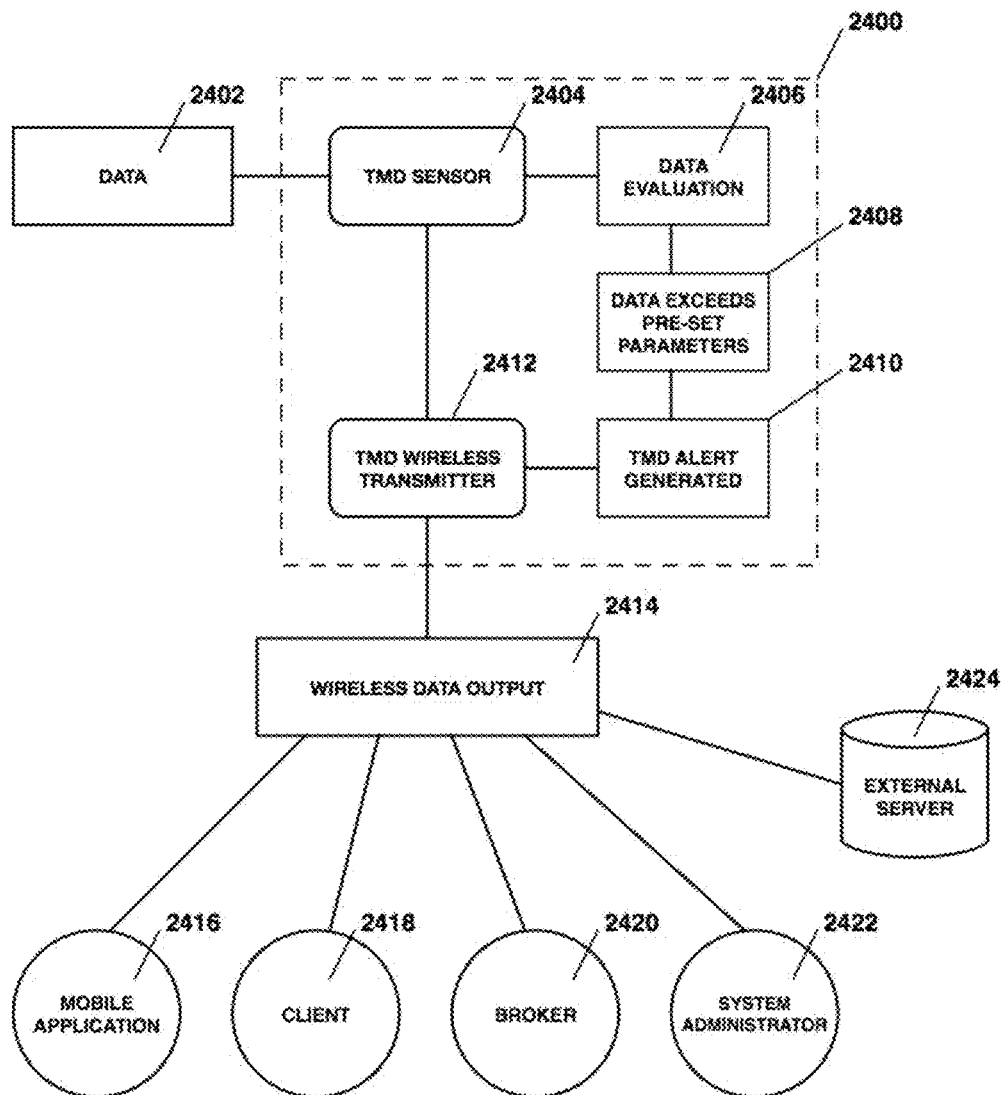 2400
2402
2404
2406
DATA
TMD SENSOR
DATA
EVALUATION
2408
DATA EXCEEDS
PRE-SET
PARAMETERS
2412
2410
TMD WIRELESS
TRANSMITTER
TMD ALERT
GENERATED
2414
WIRELESS DATA OUTPUT
2424
EXTERNAL
SERVER
2416
2418
2420
2422
MOBILE
APPLICATION
CLIENT
BROKER
SYSTEM
ADMINISTRATOR